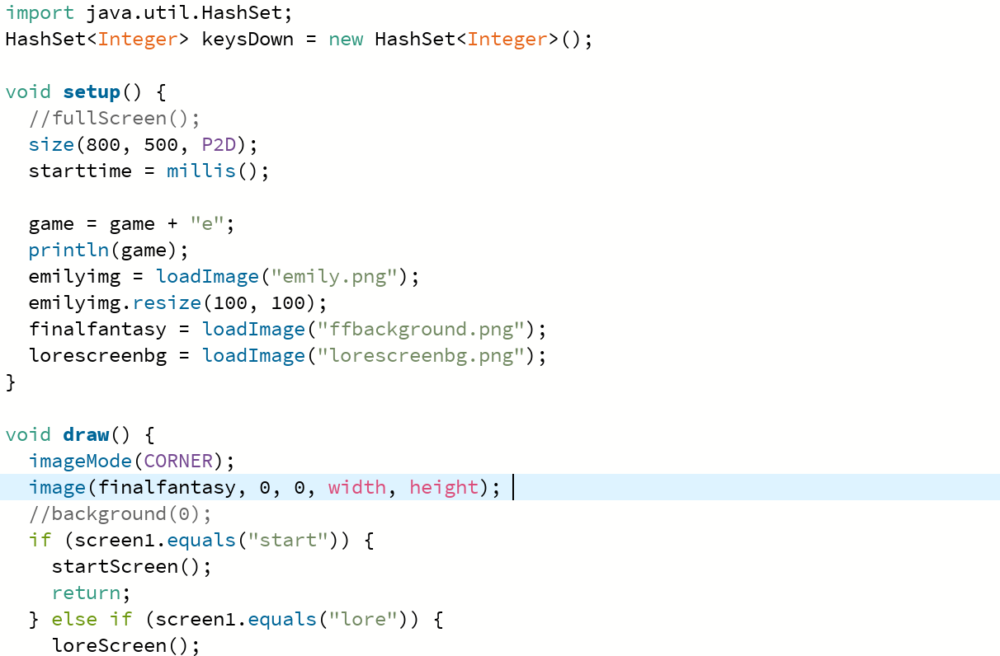 import java.util.HashSet;
HashSet<Integer> keysDown = new HashSet<Integer>();
void setup() {
//fullScreen();
size(800, 500, P2D);
starttime = millis();
game = game + "e";
println(game);
emilyimg = loadImage("emily.png");
emilyimg.resize(100, 100);
finalfantasy = loadImage("ffbackground.png");
lorescreenbg = loadImage("lorescreenbg.png");
}
void draw() {
imageMode(CORNER);
image(finalfantasy, 0, 0, width, height);
//background(0);
if (screen1.equals("start")) {
startScreen();
return;
} else if (screen1.equals("lore")) {
loreScreen();